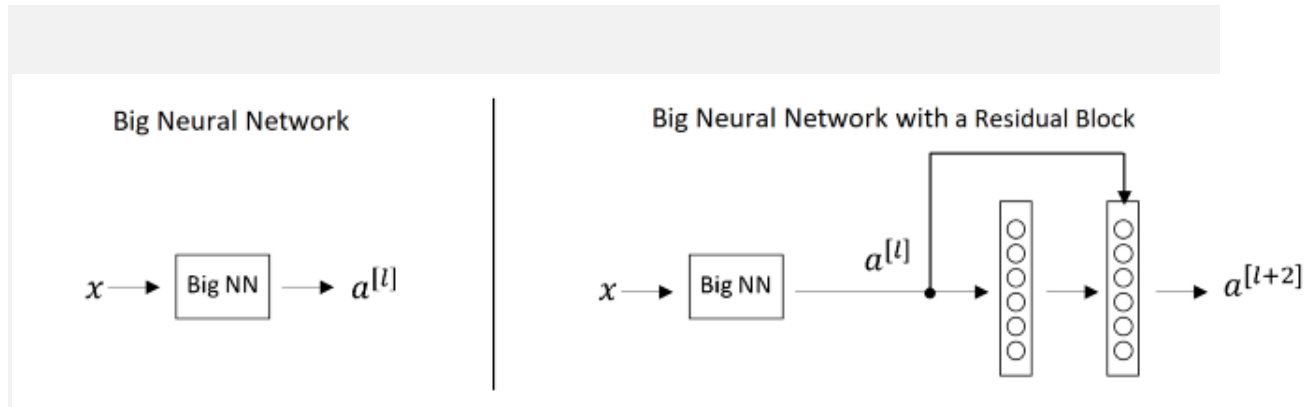 Big Neural Network
x
Big NN
a^[l]
Big Neural Network with a Residual Block
x
Big NN
a^[l]
a^[l+2]